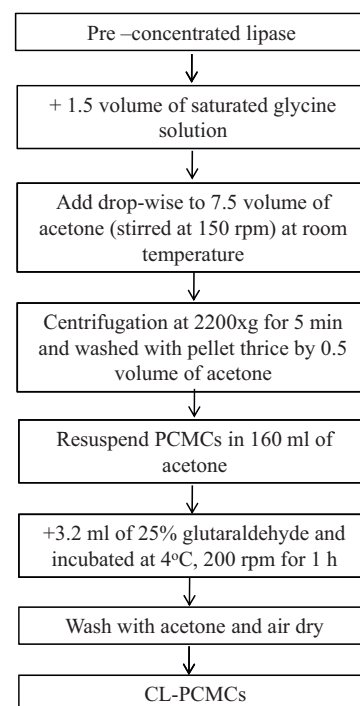 Pre –concentrated lipase
+ 1.5 volume of saturated glycine
solution
Add drop-wise to 7.5 volume of
acetone (stirred at 150 rpm) at room
temperature
Centrifugation at 2200xg for 5 min
and washed with pellet thrice by 0.5
volume of acetone
Resuspend PCMCs in 160 ml of
acetone
+3.2 ml of 25% glutaraldehyde and
incubated at 4°C, 200 rpm for 1 h
Wash with acetone and air dry
CL-PCMCs